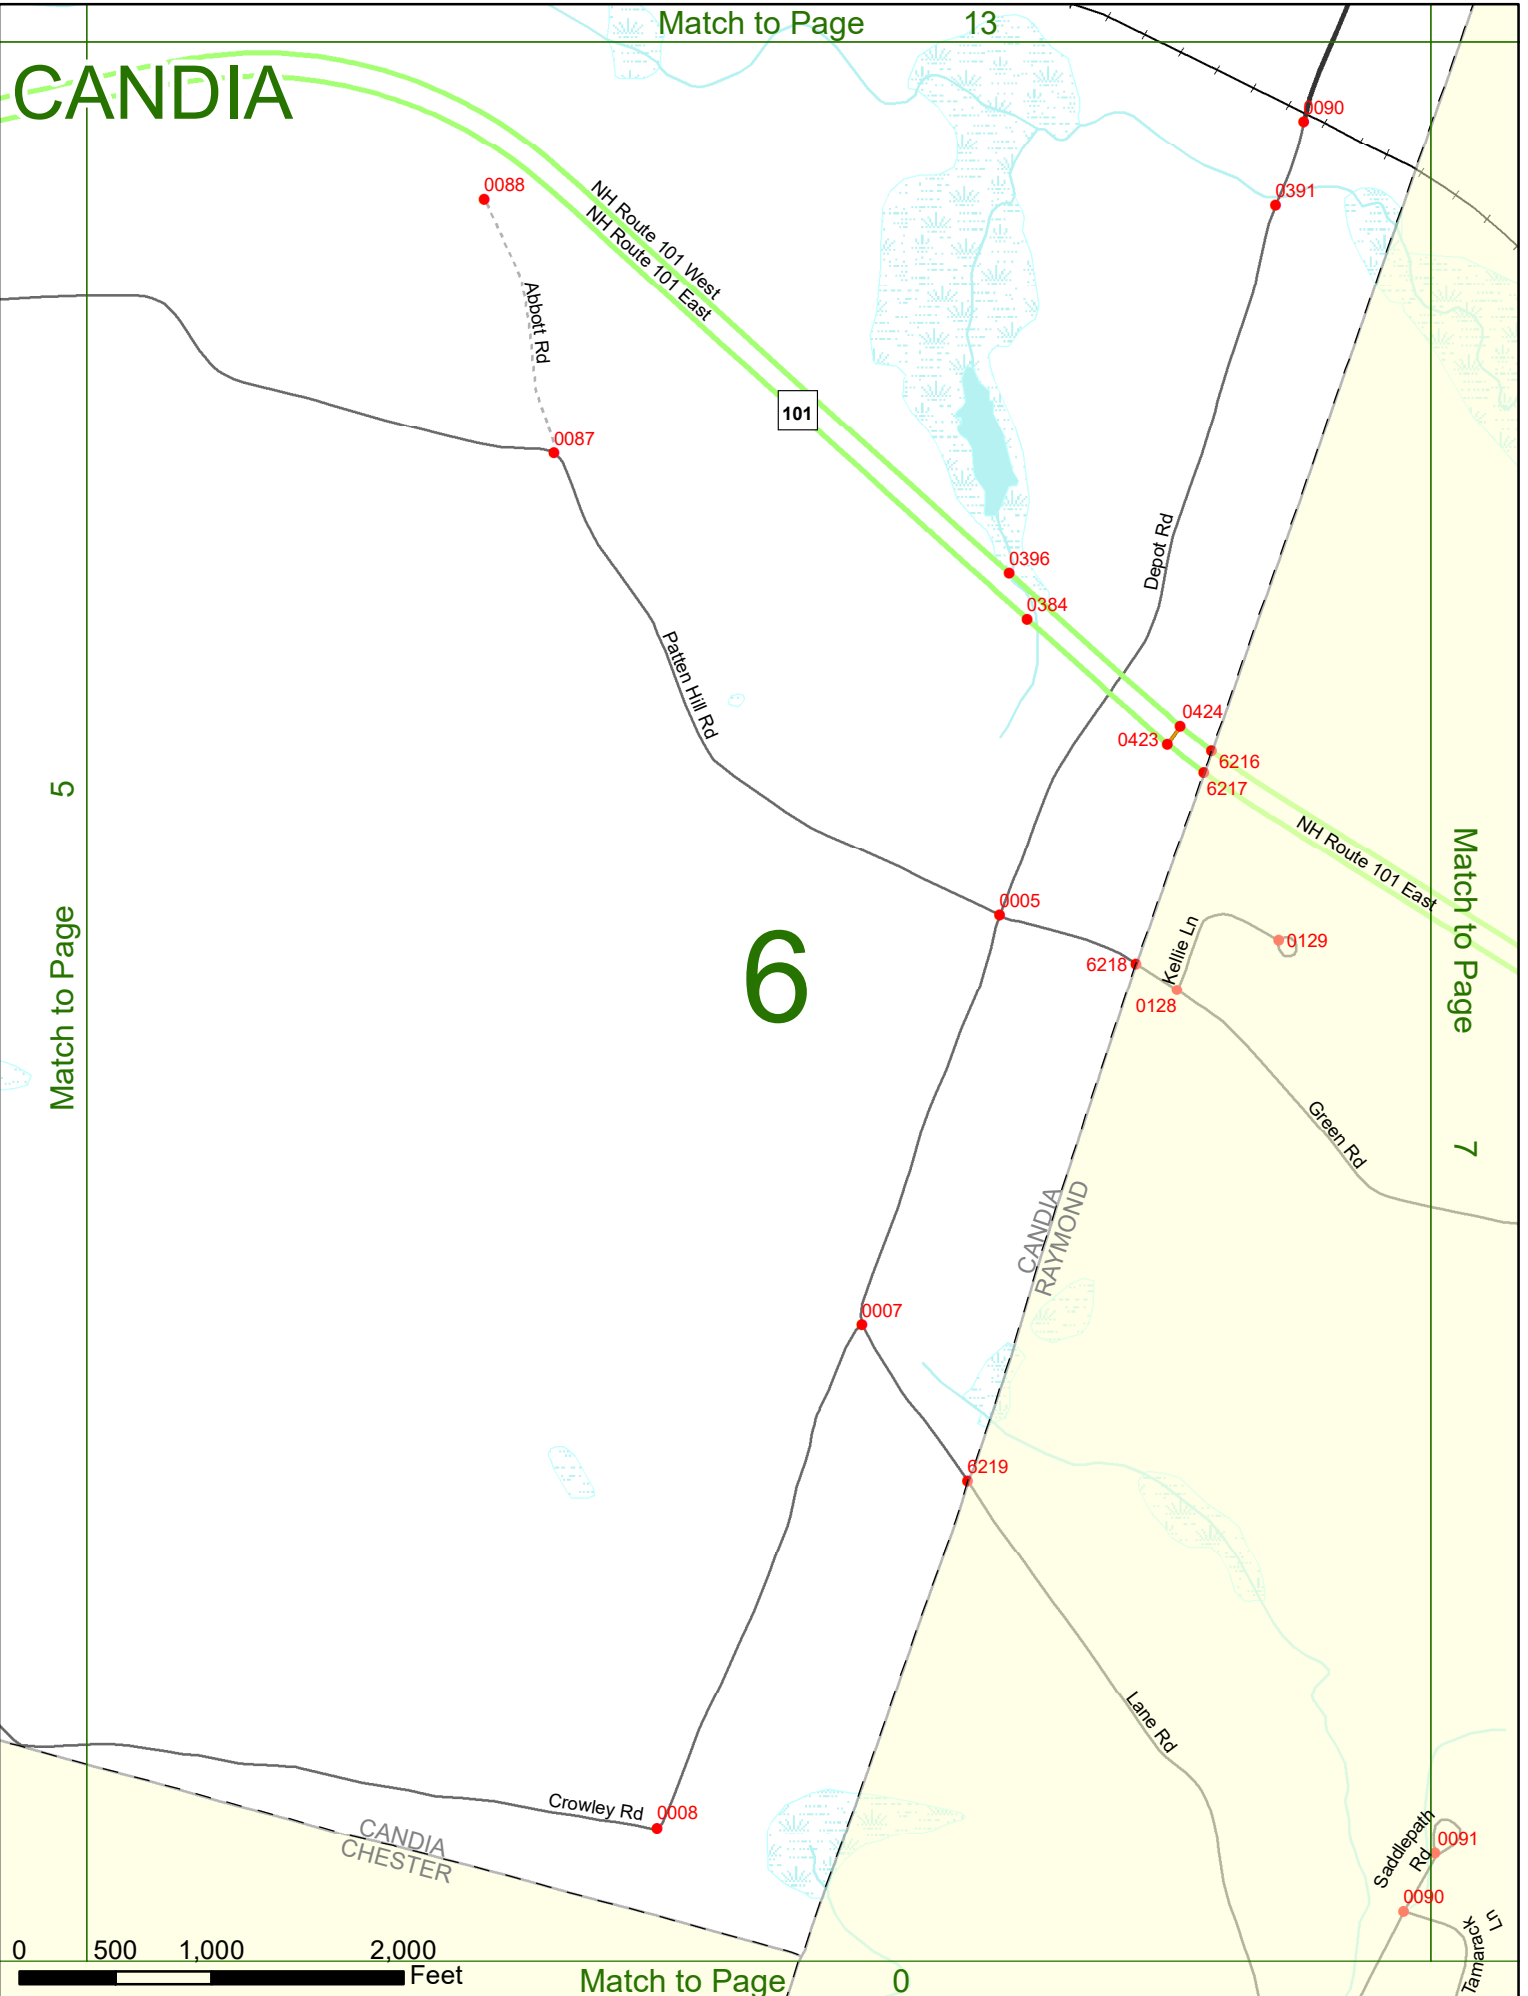 Match to Page 13
CANDIA
0090
0088
0391
NH Route 101 West
NH Route 101 East
Abbott Rd
101
0087
Depot Rd
0396
0384
Patten Hill Rd
0424
0423
6216
6217
Match to Page 5
NH Route 101 East
Match to Page 7
0005
6
Kellie Ln
0129
6218
0128
Green Rd
CANDIA
RAYMOND
0007
6219
Lane Rd
Crowley Rd
0008
CANDIA
CHESTER
Saddlepath
Rd
0091
0090
Tamarack
Ln
0 500 1,000 2,000
Feet
Match to Page 0